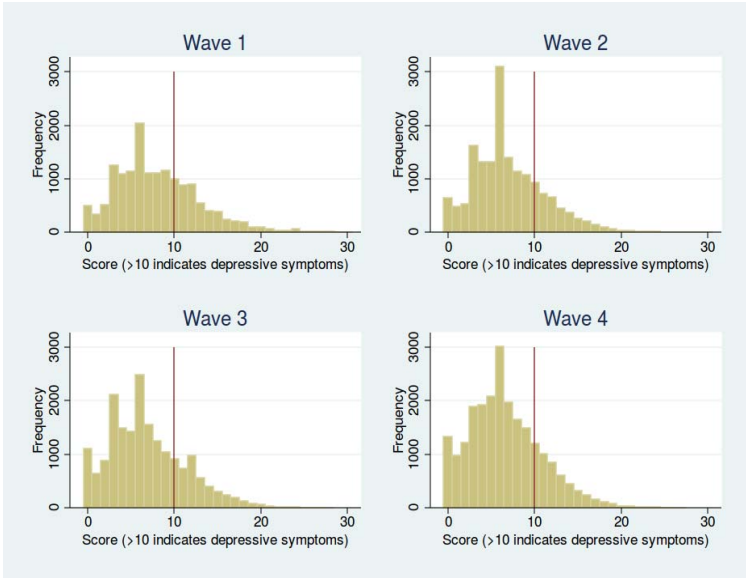 Wave 1
Frequency
3000
2000
1000
0
0 10 20 30
Score (>10 indicates depressive symptoms)
Wave 2
Frequency
3000
2000
1000
0
0 10 20 30
Score (>10 indicates depressive symptoms)
Wave 3
Frequency
3000
2000
1000
0
0 10 20 30
Score (>10 indicates depressive symptoms)
Wave 4
Frequency
3000
2000
1000
0
0 10 20 30
Score (>10 indicates depressive symptoms)